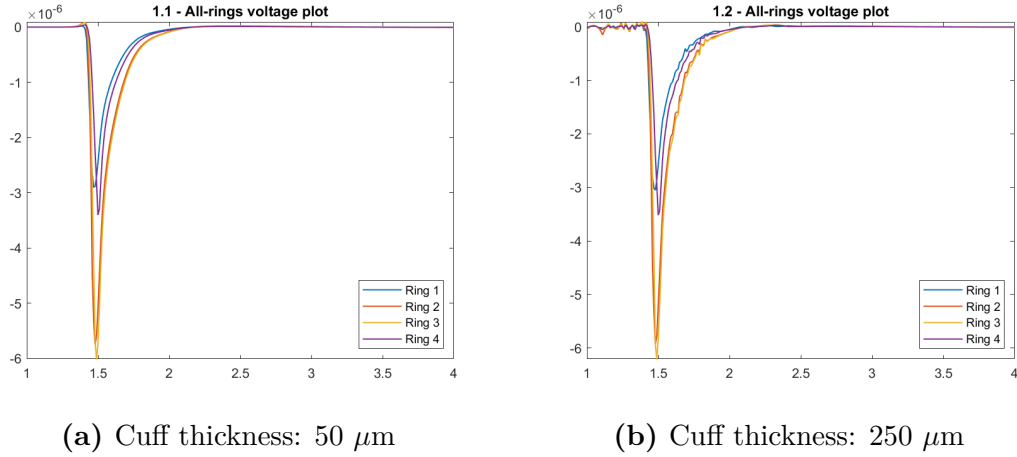 1.1 - All-rings voltage plot
×10⁻⁶
0
-1
-2
-3
-4
-5
-6
1
1.5
2
2.5
3
3.5
4
Ring 1
Ring 2
Ring 3
Ring 4
(a) Cuff thickness: 50 μm
1.2 - All-rings voltage plot
×10⁻⁶
0
-1
-2
-3
-4
-5
-6
1
1.5
2
2.5
3
3.5
4
Ring 1
Ring 2
Ring 3
Ring 4
(b) Cuff thickness: 250 μm